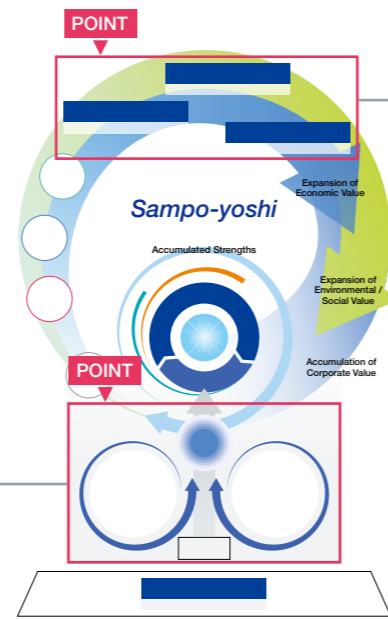 POINT
Expansion of
Economic Value
Sampo-yoshi
Accumulated Strengths
Expansion of
Environmental /
Social Value
Accumulation of
Corporate Value
POINT